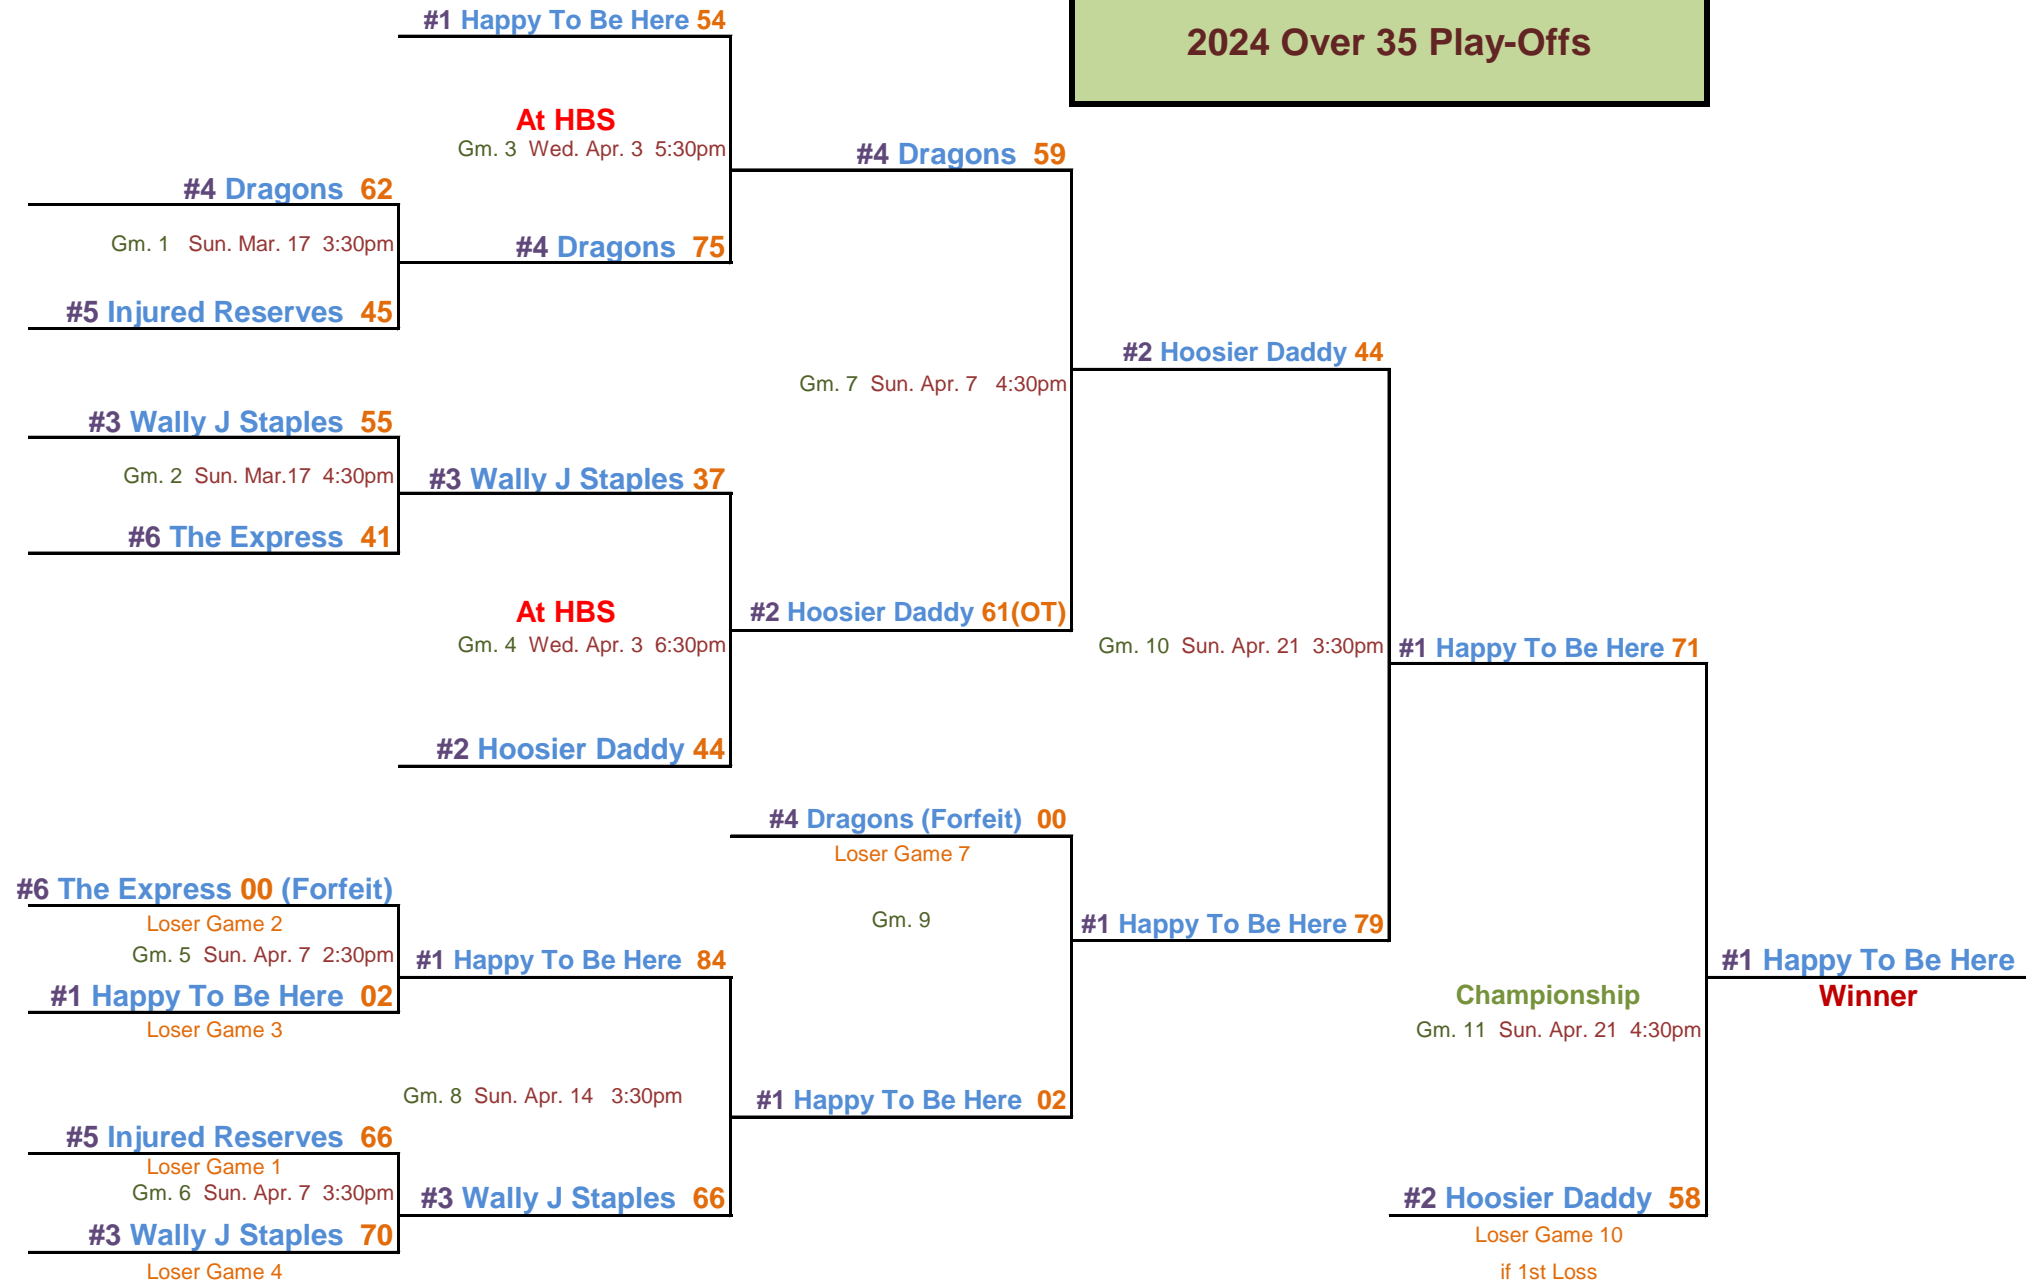 #1 Happy To Be Here 54
2024 Over 35 Play-Offs
At HBS
Gm. 3 Wed. Apr. 3 5:30pm
#4 Dragons 59
#4 Dragons 62
Gm. 1 Sun. Mar. 17 3:30pm
#4 Dragons 75
#5 Injured Reserves 45
#2 Hoosier Daddy 44
Gm. 7 Sun. Apr. 7 4:30pm
#3 Wally J Staples 55
Gm. 2 Sun. Mar.17 4:30pm
#3 Wally J Staples 37
#6 The Express 41
At HBS
#2 Hoosier Daddy 61(OT)
Gm. 4 Wed. Apr. 3 6:30pm
Gm. 10 Sun. Apr. 21 3:30pm
#1 Happy To Be Here 71
#2 Hoosier Daddy 44
#4 Dragons (Forfeit) 00
Loser Game 7
#6 The Express 00 (Forfeit)
Loser Game 2
Gm. 9
#1 Happy To Be Here 79
Gm. 5 Sun. Apr. 7 2:30pm
#1 Happy To Be Here 84
#1 Happy To Be Here
#1 Happy To Be Here 02
Championship
Winner
Loser Game 3
Gm. 11 Sun. Apr. 21 4:30pm
Gm. 8 Sun. Apr. 14 3:30pm
#1 Happy To Be Here 02
#5 Injured Reserves 66
Loser Game 1
Gm. 6 Sun. Apr. 7 3:30pm
#3 Wally J Staples 66
#2 Hoosier Daddy 58
#3 Wally J Staples 70
Loser Game 10
Loser Game 4
if 1st Loss